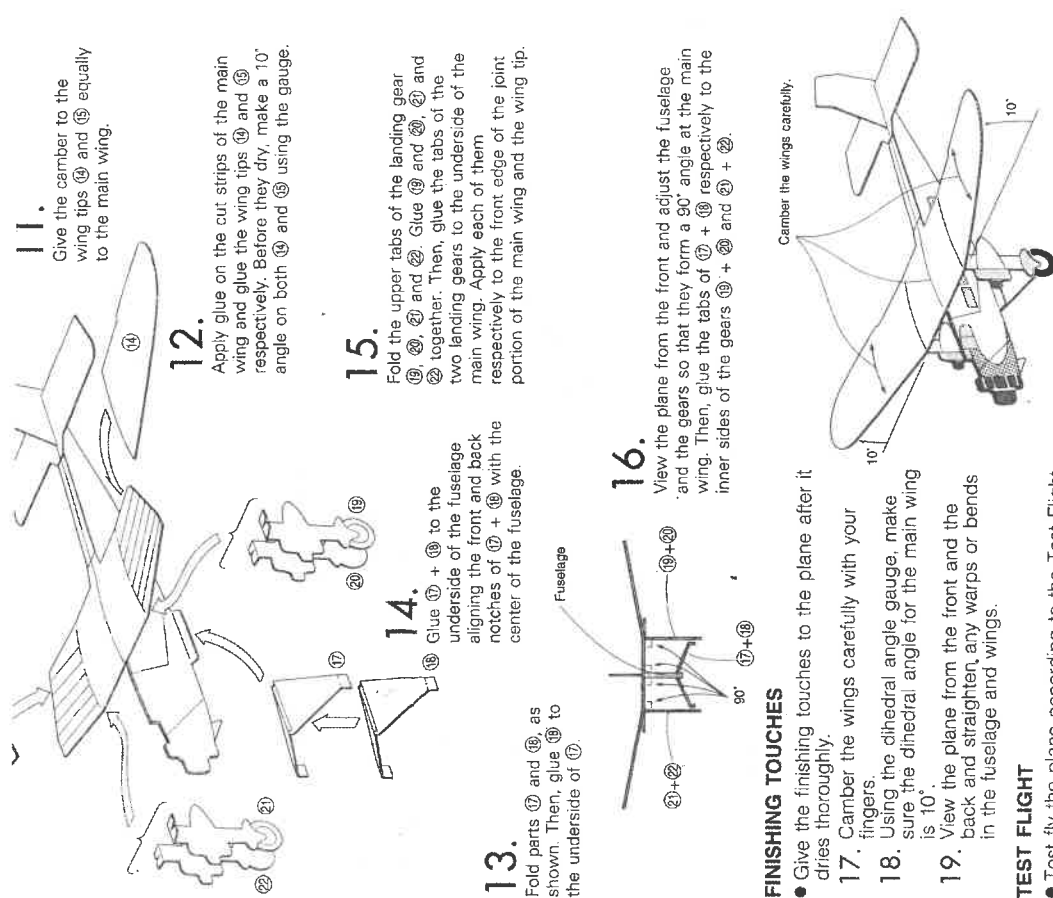 11.
Give the camber to the
wing tips ⑭ and ⑮ equally
to the main wing.
⑭
12.
Apply glue on the cut strips of the main
wing and glue the wing tips ⑭ and ⑮
respectively. Before they dry, make a 10°
angle on both ⑭ and ⑮ using the gauge.
㉒
㉑
⑳
⑲
⑰
⑱
13.
Fold parts ⑰ and ⑱, as
shown. Then, glue ⑱ to
the underside of ⑰.
14.
Glue ⑰ + ⑱ to the
underside of the fuselage
aligning the front and back
notches of ⑰ + ⑱ with the
center of the fuselage.
15.
Fold the upper tabs of the landing gear
⑲, ⑳, ㉑ and ㉒. Glue ⑲ and ⑳, ㉑ and
㉒ together. Then, glue the tabs of the
two landing gears to the underside of the
main wing. Apply each of them
respectively to the front edge of the joint
portion of the main wing and the wing tip.
Fuselage
㉑+㉒
90°
⑰+⑱
⑲+⑳
16.
View the plane from the front and adjust the fuselage
and the gears so that they form a 90° angle at the main
wing. Then, glue the tabs of ⑰ + ⑱ respectively to the
inner sides of the gears ⑲ + ⑳ and ㉑ + ㉒.
FINISHING TOUCHES
● Give the finishing touches to the plane after it
dries thoroughly.
17. Camber the wings carefully with your
fingers.
18. Using the dihedral angle gauge, make
sure the dihedral angle for the main wing
is 10°.
19. View the plane from the front and the
back and straighten any warps or bends
in the fuselage and wings.
Camber the wings carefully.
10°
10°
TEST FLIGHT
● Test fly the plane according to the Test Flight